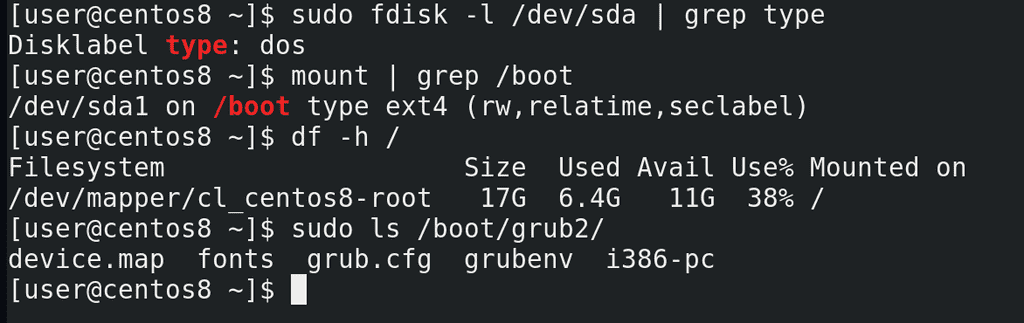 [user@centos8 ~]$ sudo fdisk -l /dev/sda | grep type
Disklabel type: dos
[user@centos8 ~]$ mount | grep /boot
/dev/sda1 on /boot type ext4 (rw,relatime,seclabel)
[user@centos8 ~]$ df -h /
Filesystem                   Size  Used Avail Use% Mounted on
/dev/mapper/cl_centos8-root   17G  6.4G   11G  38% /
[user@centos8 ~]$ sudo ls /boot/grub2/
device.map  fonts  grub.cfg  grubenv  i386-pc
[user@centos8 ~]$